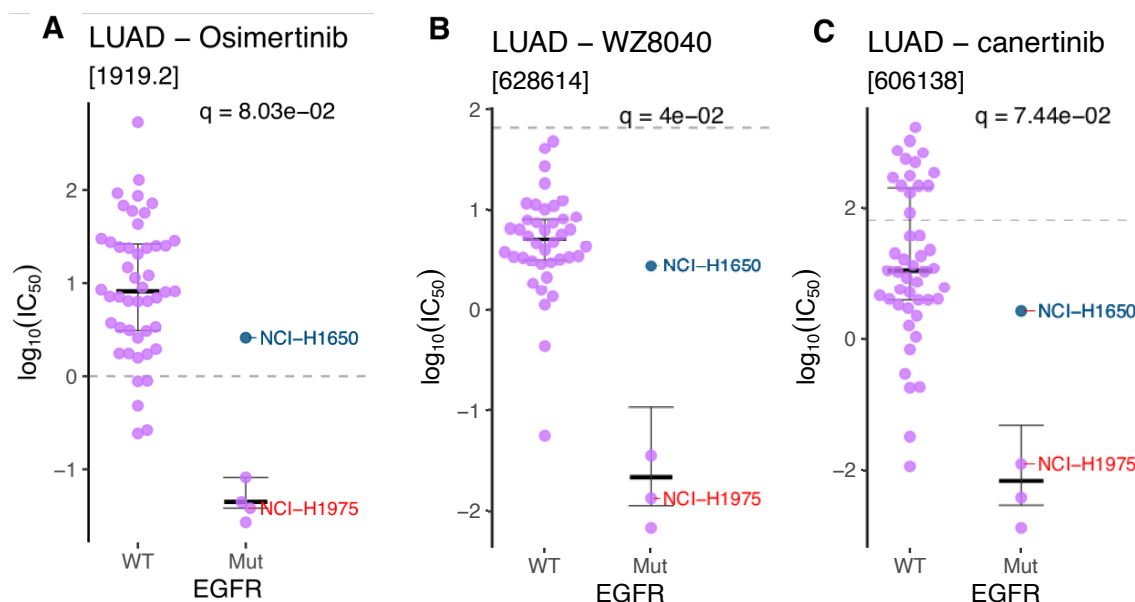 A
LUAD – Osimertinib
[1919.2]
q = 8.03e−02
log10(IC50)
2
1
0
−1
NCI−H1650
NCI−H1975
WT
Mut
EGFR
B
LUAD – WZ8040
[628614]
q = 4e−02
log10(IC50)
2
1
0
−1
−2
NCI−H1650
NCI−H1975
WT
Mut
EGFR
C
LUAD – canertinib
[606138]
q = 7.44e−02
log10(IC50)
2
0
−2
NCI−H1650
NCI−H1975
WT
Mut
EGFR